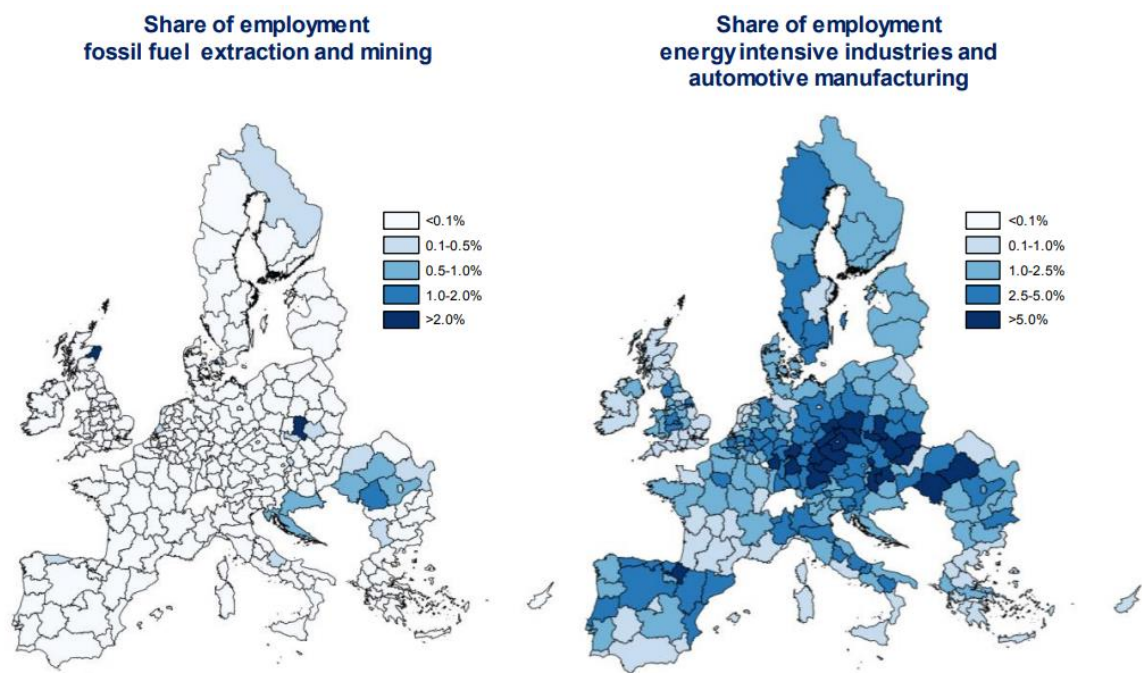 Share of employment
fossil fuel extraction and mining
<0.1%
0.1-0.5%
0.5-1.0%
1.0-2.0%
>2.0%
Share of employment
energy intensive industries and
automotive manufacturing
<0.1%
0.1-1.0%
1.0-2.5%
2.5-5.0%
>5.0%